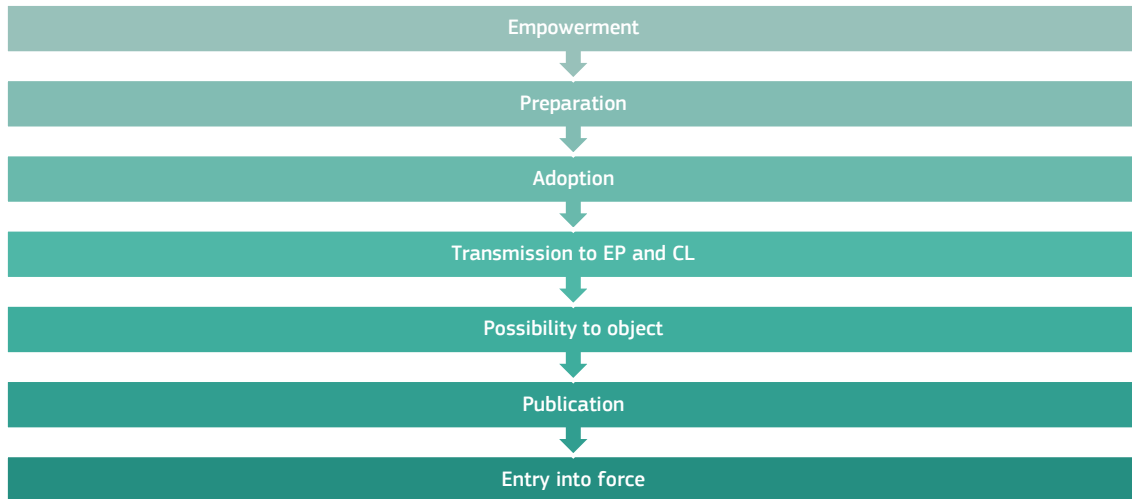 Empowerment
Preparation
Adoption
Transmission to EP and CL
Possibility to object
Publication
Entry into force